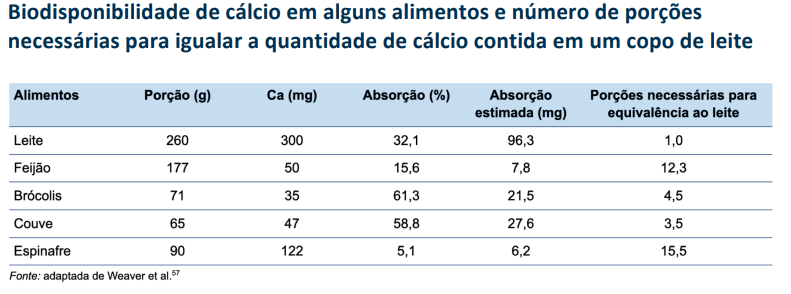 Biodisponibilidade de cálcio em alguns alimentos e número de porções
necessárias para igualar a quantidade de cálcio contida em um copo de leite
Alimentos Porção (g) Ca (mg) Absorção (%) Absorção estimada (mg) Porções necessárias para equivalência ao leite
Leite 260 300 32,1 96,3 1,0
Feijão 177 50 15,6 7,8 12,3
Brócolis 71 35 61,3 21,5 4,5
Couve 65 47 58,8 27,6 3,5
Espinafre 90 122 5,1 6,2 15,5
Fonte: adaptada de Weaver et al.57